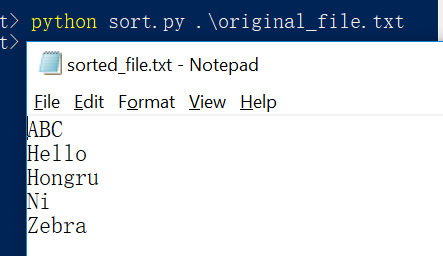 t> python sort.py .\original_file.txt
t>
sorted_file.txt - Notepad
File Edit Format View Help
ABC
Hello
Hongru
Ni
Zebra